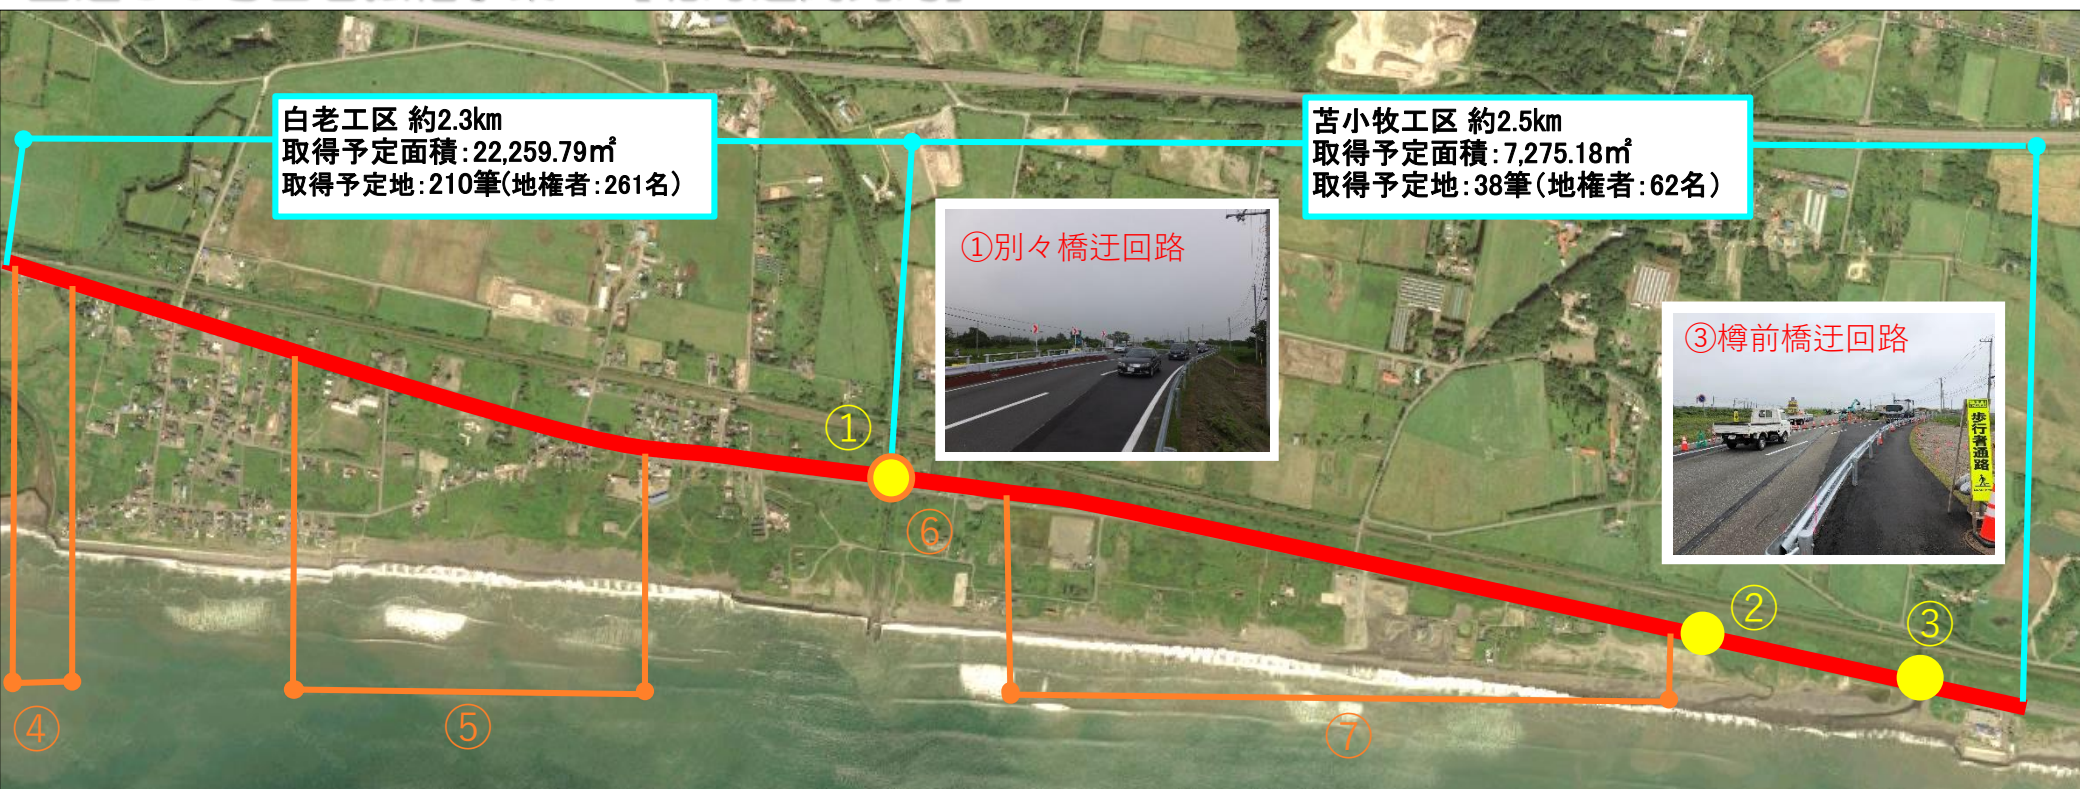 白老工区 約2.3km
取得予定面積：22,259.79㎡
取得予定地：210筆（地権者：261名）
苫小牧工区 約2.5km
取得予定面積：7,275.18㎡
取得予定地：38筆（地権者：62名）
①別々橋迂回路
③樽前橋迂回路
歩行者通路
①
⑥
②
③
④
⑤
⑦